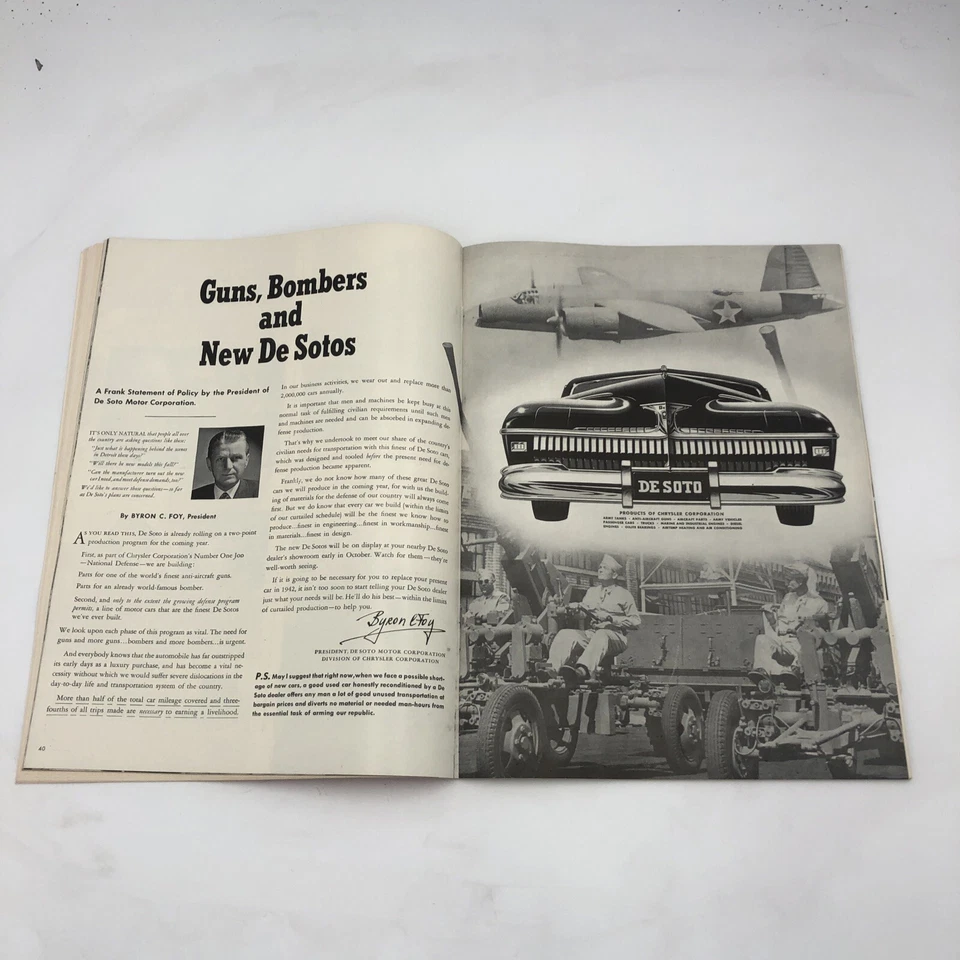 Guns, Bombers
and
New De Sotos
A Frank Statement of Policy by the President of
De Soto Motor Corporation.
IT'S ONLY NATURAL that people all over
the country are asking questions like these:
"Just what is happening behind the scenes
in Detroit these days?"
"Will there be new models this fall?"
"Can the manufacturer turn out the new
car I need, and meet defense demands, too?"
We'd like to answer those questions—as far
as De Soto's plans are concerned.
By BYRON C. FOY, President
AS YOU READ THIS, De Soto is already rolling on a two-point
production program for the coming year.
First, as part of Chrysler Corporation's Number One Job
—National Defense—we are building:
Parts for one of the world's finest anti-aircraft guns.
Parts for an already world-famous bomber.
Second, and only to the extent the growing defense program
permits, a line of motor cars that are the finest De Sotos
we've ever built.
We look upon each phase of this program as vital. The need for
guns and more guns...bombers and more bombers...is urgent.
And everybody knows that the automobile has far outstripped
its early days as a luxury purchase, and has become a vital ne-
cessity without which we would suffer severe dislocations in the
day-to-day life and transportation system of the country.
More than half of the total car mileage covered and three-
fourths of all trips made are necessary to earning a livelihood.
40
In our business activities, we wear out and replace more than
2,000,000 cars annually.
It is important that men and machines be kept busy at this
normal task of fulfilling civilian requirements until such men
and machines are needed and can be absorbed in expanding de-
fense production.
That's why we undertook to meet our share of the country's
civilian needs for transportation with this finest of De Soto cars,
which was designed and tooled before the present need for de-
fense production became apparent.
Frankly, we do not know how many of these great De Soto
cars we will produce in the coming year, for with us the build-
ing of materials for the defense of our country will always come
first. But we do know that every car we build (within the limits
of our curtailed schedule) will be the finest we know how to
produce...finest in engineering...finest in workmanship...finest
in materials...finest in design.
The new De Sotos will be on display at your nearby De Soto
dealer's showroom early in October. Watch for them—they're
well-worth seeing.
If it is going to be necessary for you to replace your present
car in 1942, it isn't too soon to start telling your De Soto dealer
just what your needs will be. He'll do his best—within the limits
of curtailed production—to help you.
Byron C Foy
PRESIDENT, DE SOTO MOTOR CORPORATION
DIVISION OF CHRYSLER CORPORATION
P.S. May I suggest that right now, when we face a possible short-
age of new cars, a good used car honestly reconditioned by a De
Soto dealer offers any man a lot of good unused transportation at
bargain prices and diverts no material or needed man-hours from
the essential task of arming our republic.
DE SOTO
PRODUCTS OF CHRYSLER CORPORATION
ARMY TANKS · ANTI-AIRCRAFT GUNS · AIRCRAFT PARTS · ARMY VEHICLES
PASSENGER CARS · TRUCKS · MARINE AND INDUSTRIAL ENGINES · DIESEL
ENGINES · OILITE BEARINGS · AIRTEMP HEATING AND AIR CONDITIONING